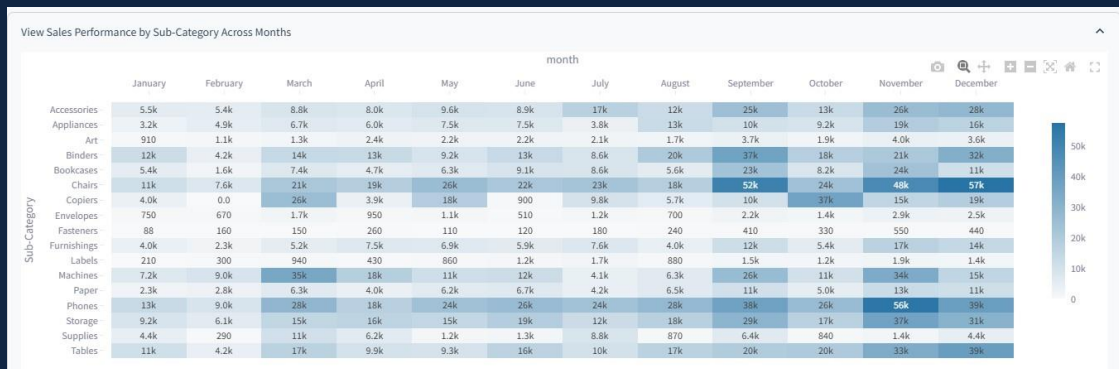 View Sales Performance by Sub-Category Across Months
month
January February March April May June July August September October November December
Accessories 5.5k 5.4k 8.8k 8.0k 9.6k 8.9k 17k 12k 25k 13k 26k 28k
Appliances 3.2k 4.9k 6.7k 6.0k 7.5k 7.5k 3.8k 13k 10k 9.2k 19k 16k
Art 910 1.1k 1.3k 2.4k 2.2k 2.2k 2.1k 1.7k 3.7k 1.9k 4.0k 3.6k
Binders 12k 4.2k 14k 13k 9.2k 13k 8.6k 20k 37k 18k 21k 32k
Bookcases 5.4k 1.6k 7.4k 4.7k 6.3k 9.1k 8.6k 5.6k 23k 8.2k 24k 11k
Chairs 11k 7.6k 21k 19k 26k 22k 23k 18k 52k 24k 48k 57k
Copiers 4.0k 0.0 26k 3.9k 18k 900 9.8k 5.7k 10k 37k 15k 19k
Envelopes 750 670 1.7k 950 1.1k 510 1.2k 700 2.2k 1.4k 2.9k 2.5k
Fasteners 88 160 150 260 110 120 180 240 410 330 550 440
Furnishings 4.0k 2.3k 5.2k 7.5k 6.9k 5.9k 7.6k 4.0k 12k 5.4k 17k 14k
Labels 210 300 940 430 860 1.2k 1.7k 880 1.5k 1.2k 1.9k 1.4k
Machines 7.2k 9.0k 35k 18k 11k 12k 4.1k 6.3k 26k 11k 34k 15k
Paper 2.3k 2.8k 6.3k 4.0k 6.2k 6.7k 4.2k 6.5k 11k 5.0k 13k 11k
Phones 13k 9.0k 28k 18k 24k 26k 24k 28k 38k 26k 56k 39k
Storage 9.2k 6.1k 15k 16k 15k 19k 12k 18k 29k 17k 37k 31k
Supplies 4.4k 290 11k 6.2k 1.2k 1.3k 8.8k 870 6.4k 840 1.4k 4.4k
Tables 11k 4.2k 17k 9.9k 9.3k 16k 10k 17k 20k 20k 33k 39k
Sub-Category
50k
40k
30k
20k
10k
0